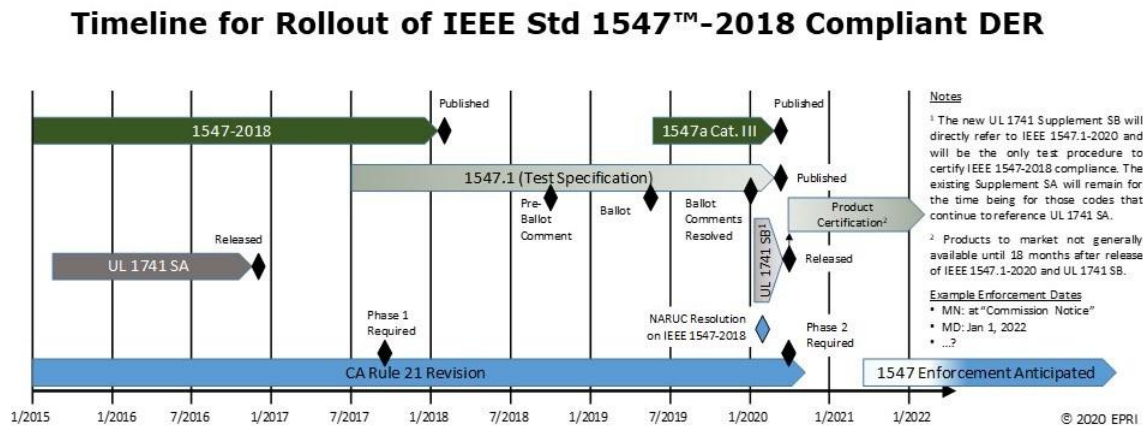 Timeline for Rollout of IEEE Std 1547™-2018 Compliant DER
Published
1547-2018
Published
1547a Cat. III
1547.1 (Test Specification)
Published
Pre-
Ballot
Comment
Ballot
Ballot
Comments
Resolved
Product
Certification²
Released
UL 1741 SA
UL 1741 SB¹
Released
NARUC Resolution
on IEEE 1547-2018
Phase 1
Required
Phase 2
Required
CA Rule 21 Revision
1547 Enforcement Anticipated
Notes
¹ The new UL 1741 Supplement SB will
directly refer to IEEE 1547.1-2020 and
will be the only test procedure to
certify IEEE 1547-2018 compliance. The
existing Supplement SA will remain for
the time being for those codes that
continue to reference UL 1741 SA.
² Products to market not generally
available until 18 months after release
of IEEE 1547.1-2020 and UL 1741 SB.
Example Enforcement Dates
• MN: at "Commission Notice"
• MD: Jan 1, 2022
• ...?
1/2015 1/2016 7/2016 1/2017 7/2017 1/2018 7/2018 1/2019 7/2019 1/2020 1/2021 1/2022
© 2020 EPRI